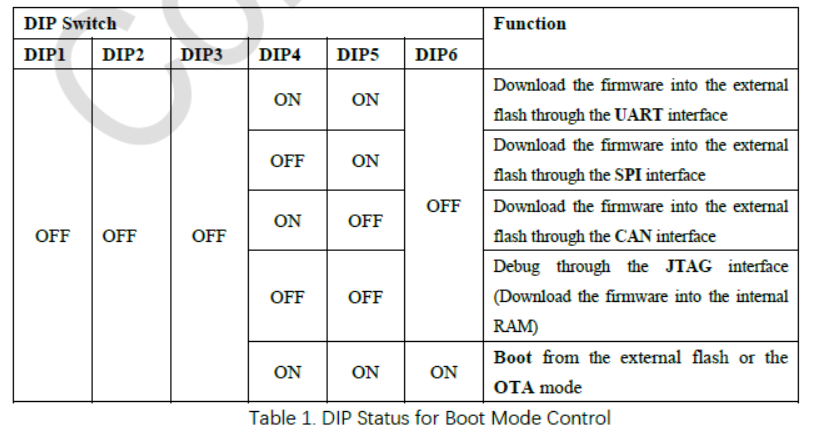 DIP Switch Function
DIP1 DIP2 DIP3 DIP4 DIP5 DIP6
ON ON Download the firmware into the external
flash through the UART interface
OFF ON Download the firmware into the external
flash through the SPI interface
OFF OFF OFF ON OFF OFF Download the firmware into the external
flash through the CAN interface
OFF OFF Debug through the JTAG interface
(Download the firmware into the internal
RAM)
ON ON ON Boot from the external flash or the
OTA mode
Table 1. DIP Status for Boot Mode Control